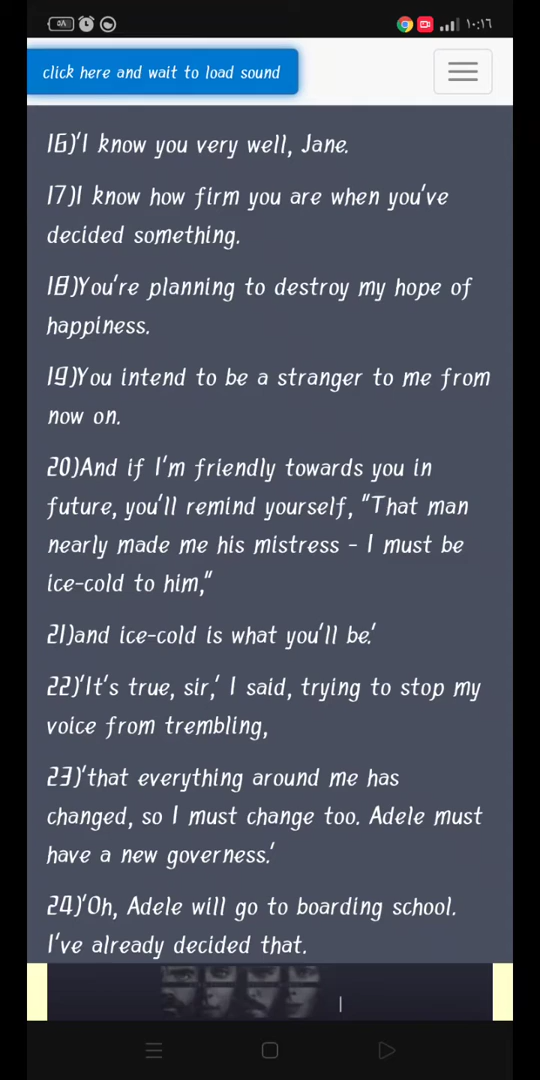 ۵۸
۱۰:۱۶
click here and wait to load sound
16)'I know you very well, Jane.
17)I know how firm you are when you've
decided something.
18)You're planning to destroy my hope of
happiness.
19)You intend to be a stranger to me from
now on.
20)And if I'm friendly towards you in
future, you'll remind yourself, "That man
nearly made me his mistress - I must be
ice-cold to him,"
21)and ice-cold is what you'll be.'
22)'It's true, sir,' I said, trying to stop my
voice from trembling,
23)'that everything around me has
changed, so I must change too. Adele must
have a new governess.'
24)'Oh, Adele will go to boarding school.
I've already decided that.